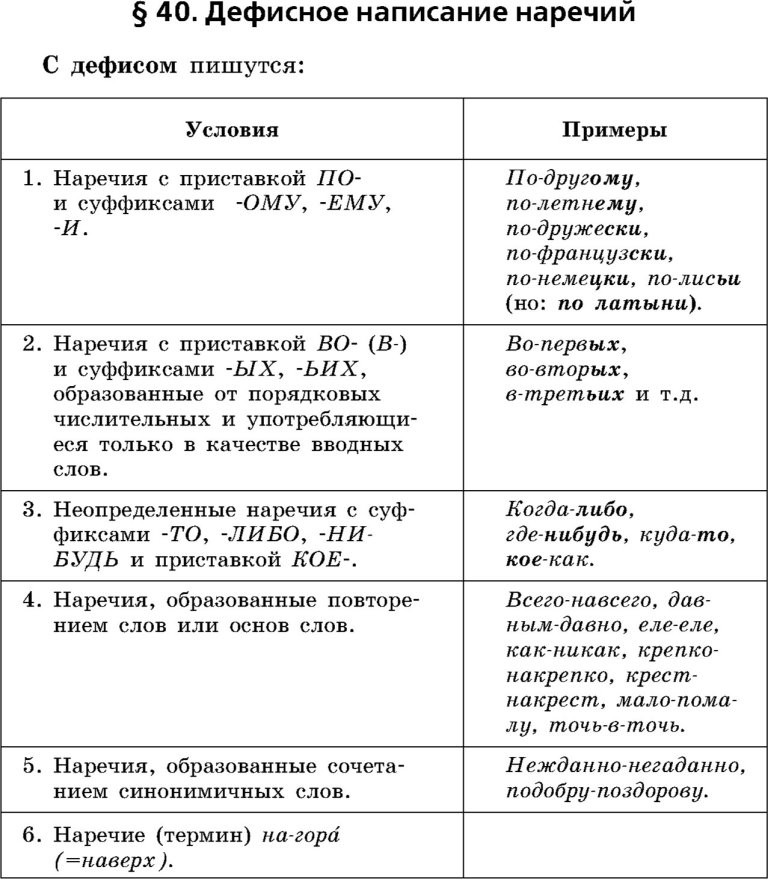 § 40. Дефисное написание наречий
С дефисом пишутся:
Условия
Примеры
1. Наречия с приставкой ПО-
и суффиксами -ОМУ, -ЕМУ,
-И.
По-другому,
по-летнему,
по-дружески,
по-французски,
по-немецки, по-лисьи
(но: по латыни).
2. Наречия с приставкой ВО- (В-)
и суффиксами -ЫХ, -ЬИХ,
образованные от порядковых
числительных и употребляющи-
еся только в качестве вводных
слов.
Во-первых,
во-вторых,
в-третьих и т.д.
3. Неопределенные наречия с суф-
фиксами -ТО, -ЛИБО, -НИ-
БУДЬ и приставкой КОЕ-.
Когда-либо,
где-нибудь, куда-то,
кое-как.
4. Наречия, образованные повторе-
нием слов или основ слов.
Всего-навсего, дав-
ным-давно, еле-еле,
как-никак, крепко-
накрепко, крест-
накрест, мало-пома-
лу, точь-в-точь.
5. Наречия, образованные сочета-
нием синонимичных слов.
Нежданно-негаданно,
подобру-поздорову.
6. Наречие (термин) на-гора́
(=наверх).